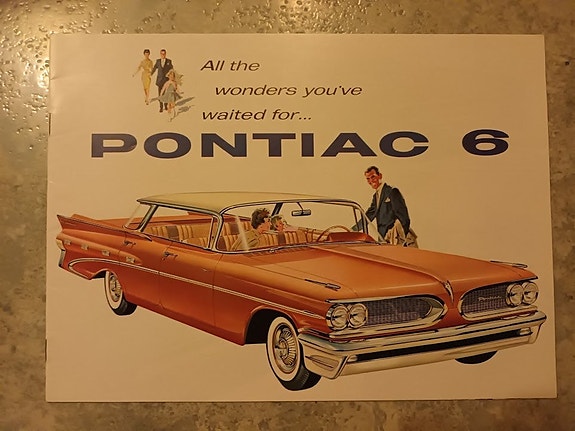 All the
wonders you've
waited for...
PONTIAC 6